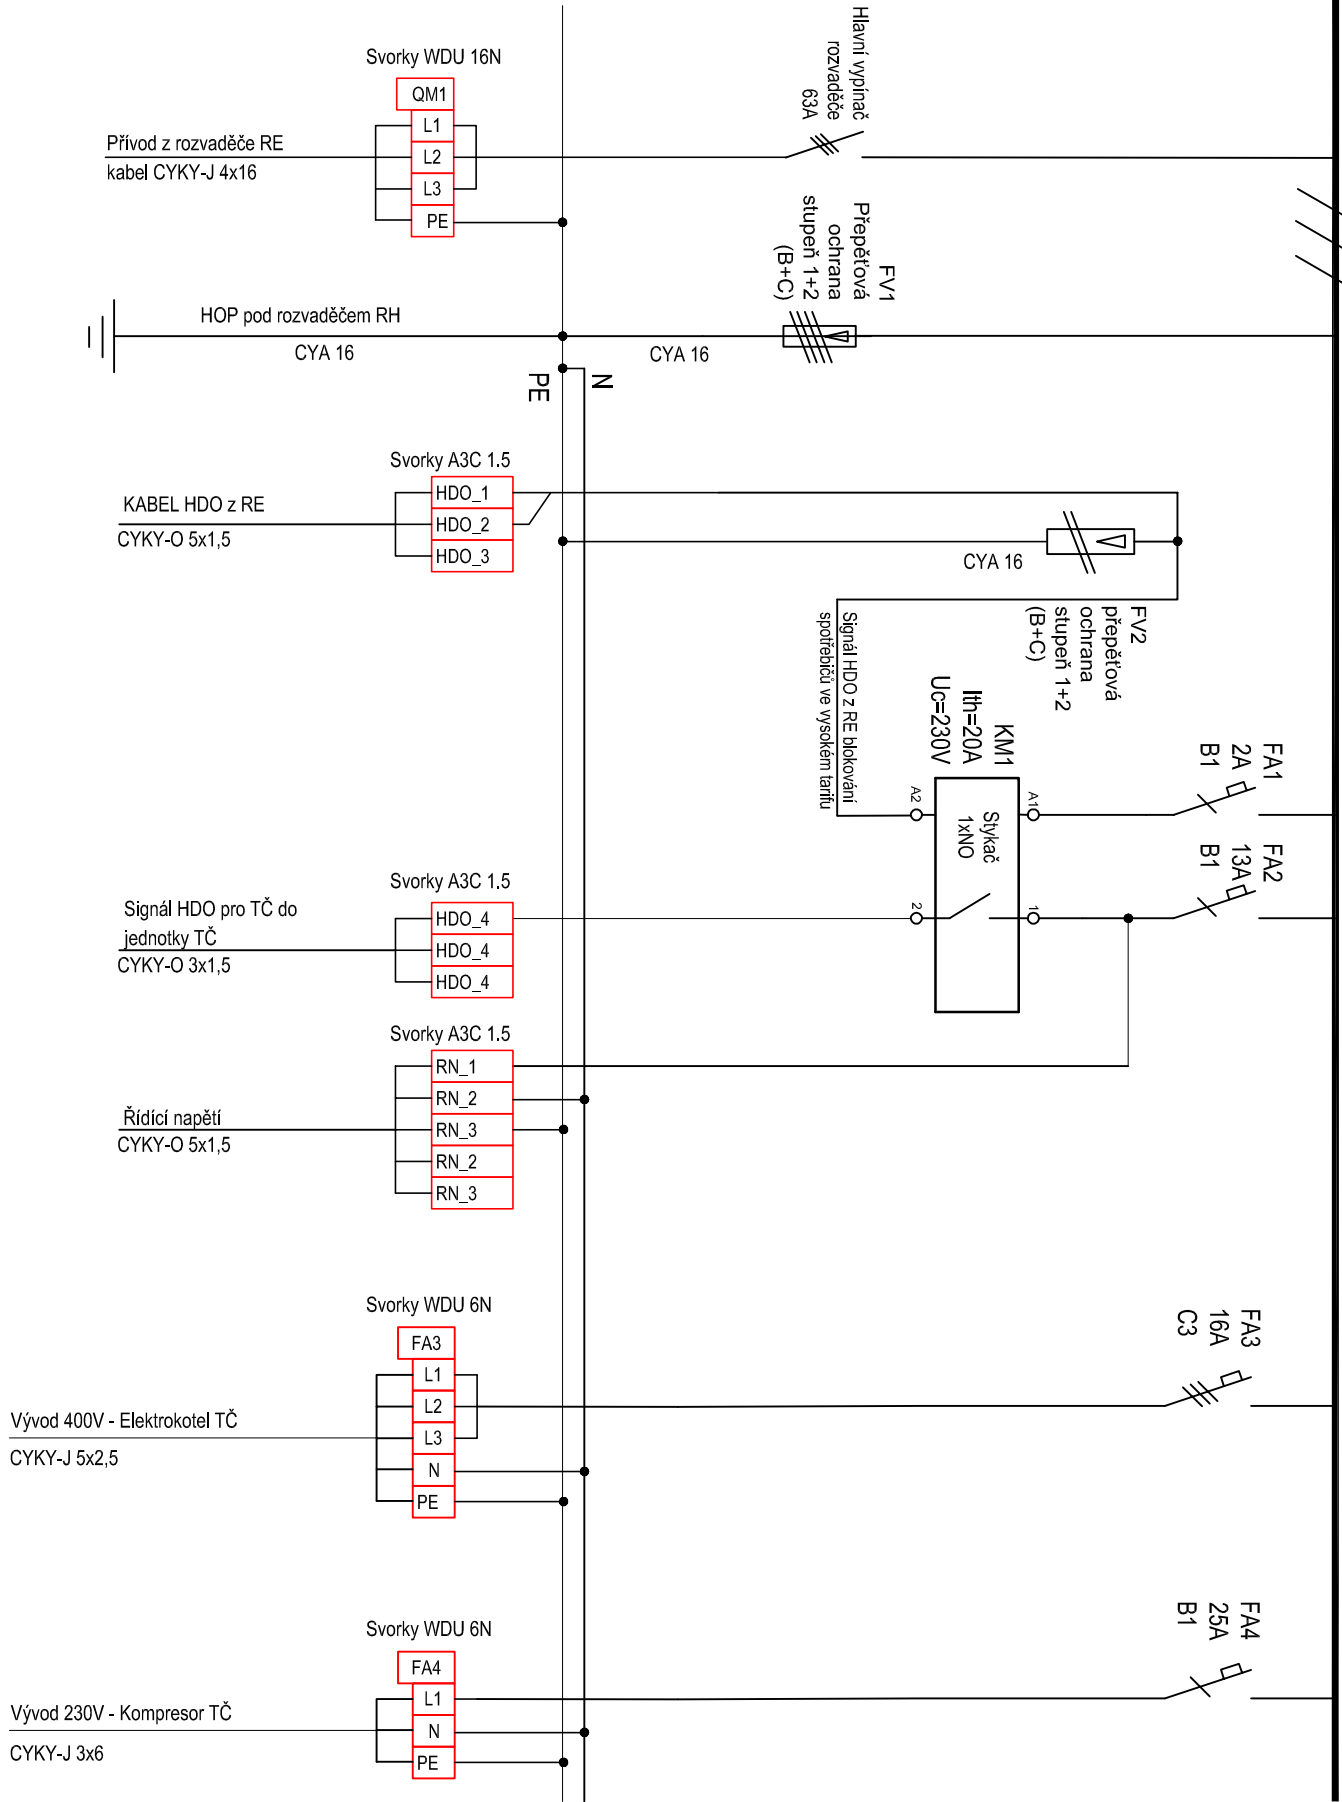 Svorky WDU 16N
QM1
L1
L2
L3
PE
Přívod z rozvaděče RE
kabel CYKY-J 4x16
Hlavní vypínač
rozvaděče
63A
FV1
Přepěťová
ochrana
stupeň 1+2
(B+C)
HOP pod rozvaděčem RH
CYA 16
CYA 16
PE
N
Svorky A3C 1.5
HDO_1
HDO_2
HDO_3
KABEL HDO z RE
CYKY-O 5x1,5
CYA 16
FV2
přepěťová
ochrana
stupeň 1+2
(B+C)
Signál HDO z RE blokování
spotřebičů ve vysokém tarifu
KM1
Ith=20A
Uc=230V
Stykač
1xNO
A2
A1
2
1
FA1
2A
B1
FA2
13A
B1
Svorky A3C 1.5
HDO_4
HDO_4
HDO_4
Signál HDO pro TČ do
jednotky TČ
CYKY-O 3x1,5
Svorky A3C 1.5
RN_1
RN_2
RN_3
RN_2
RN_3
Řídící napětí
CYKY-O 5x1,5
Svorky WDU 6N
FA3
L1
L2
L3
N
PE
Vývod 400V - Elektrokotel TČ
CYKY-J 5x2,5
FA3
16A
C3
Svorky WDU 6N
FA4
L1
N
PE
Vývod 230V - Kompresor TČ
CYKY-J 3x6
FA4
25A
B1